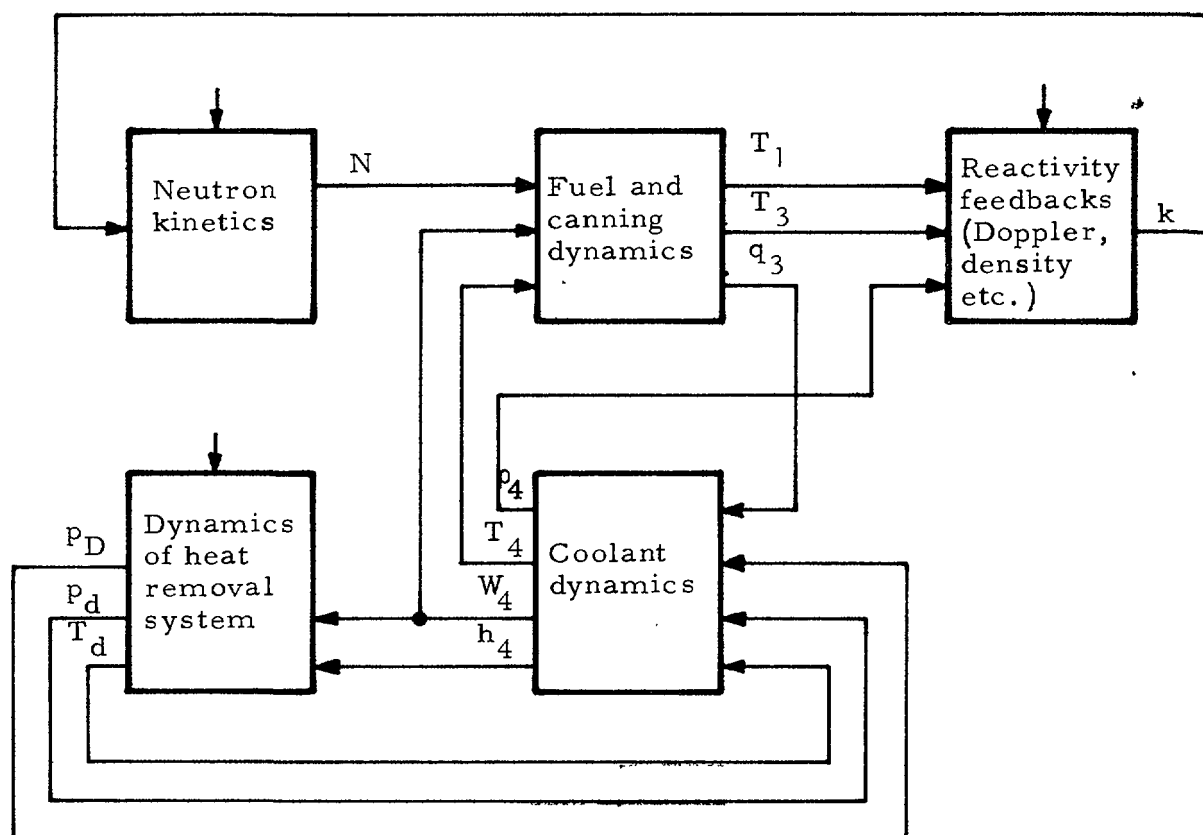 Neutron
kinetics
N
Fuel and
canning
dynamics
T1
T3
q3
Reactivity
feedbacks
(Doppler,
density
etc.)
k
Dynamics
of heat
removal
system
pD
pd
Td
ρ4
T4
W4
h4
Coolant
dynamics